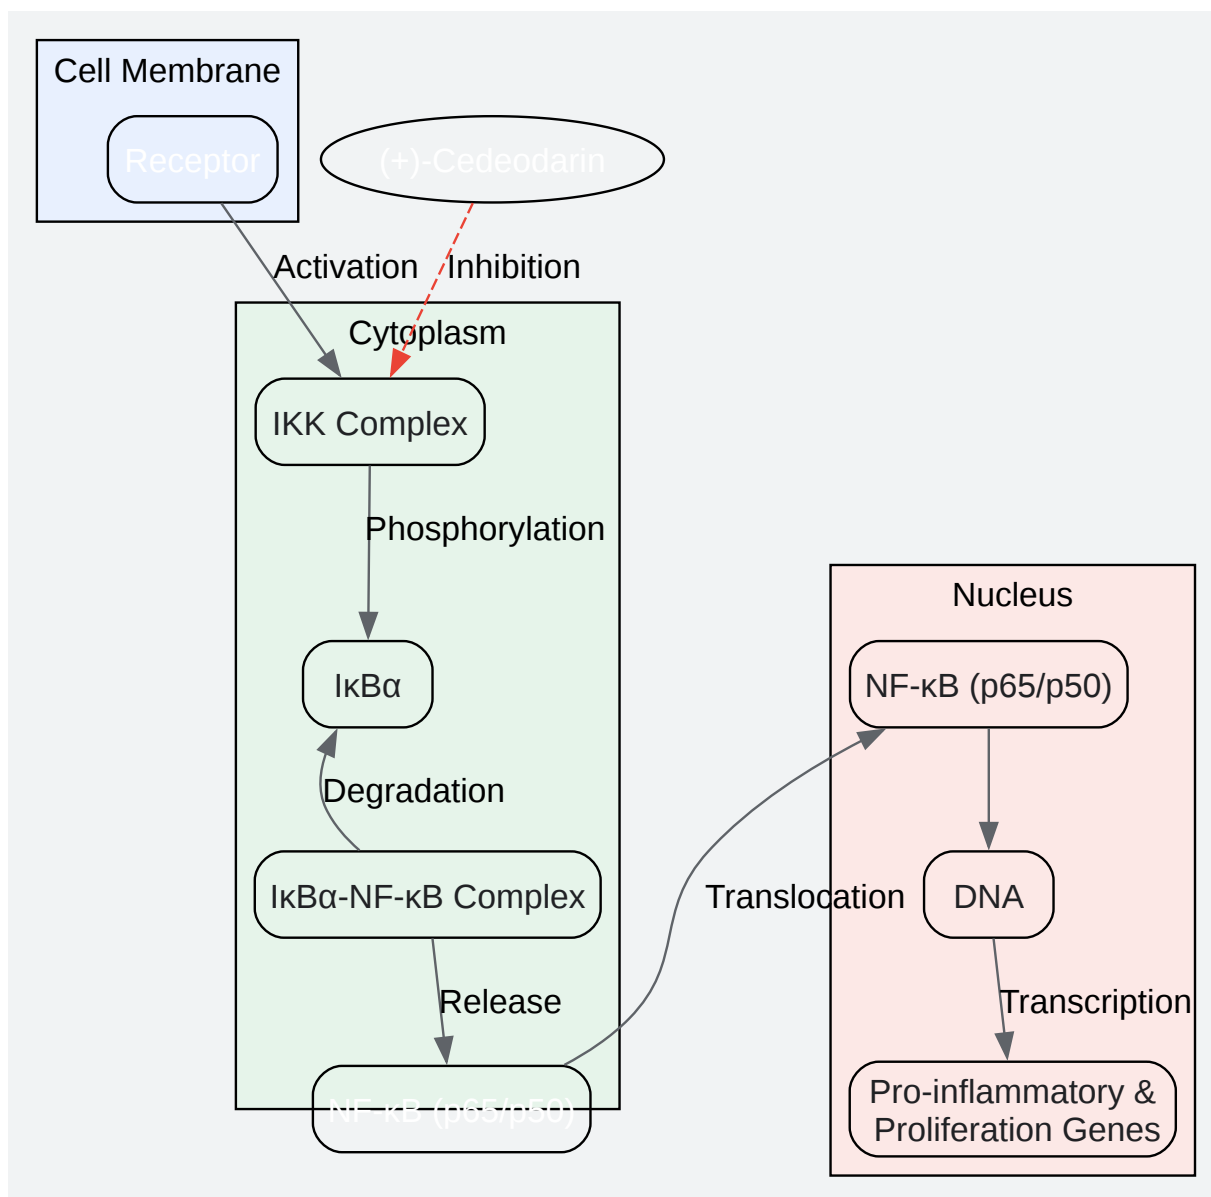 Cell Membrane
Receptor
(+)-Cedeodarin
Activation
Inhibition
Cytoplasm
IKK Complex
Phosphorylation
IκBα
Degradation
IκBα-NF-κB Complex
Release
NF-κB (p65/p50)
Translocation
Nucleus
NF-κB (p65/p50)
DNA
Transcription
Pro-inflammatory &
Proliferation Genes